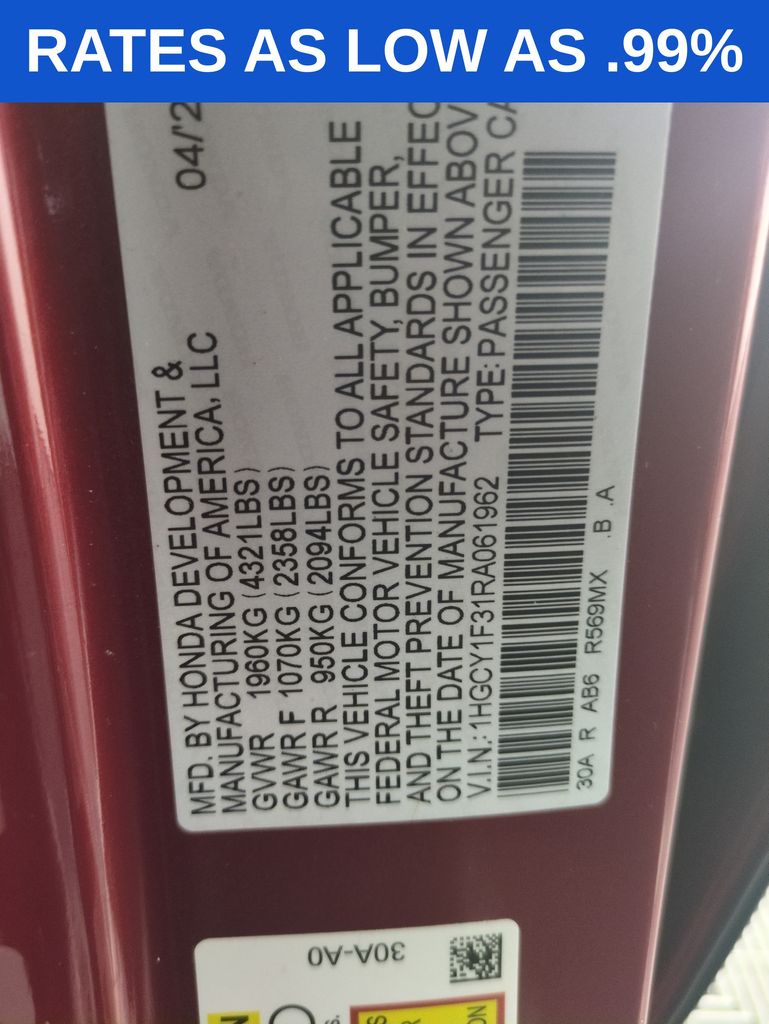 RATES AS LOW AS .99%
MFD. BY HONDA DEVELOPMENT &
MANUFACTURING OF AMERICA, LLC 04/2
GVWR 1960KG (4321LBS)
GAWR F 1070KG (2358LBS)
GAWR R 950KG (2094LBS)
THIS VEHICLE CONFORMS TO ALL APPLICABLE
FEDERAL MOTOR VEHICLE SAFETY, BUMPER,
AND THEFT PREVENTION STANDARDS IN EFFEC
ON THE DATE OF MANUFACTURE SHOWN ABOV
V.I.N.: 1HGCY1F31RA061962 TYPE: PASSENGER CA
30A R AB6 R569MX .B .A
30A-A0